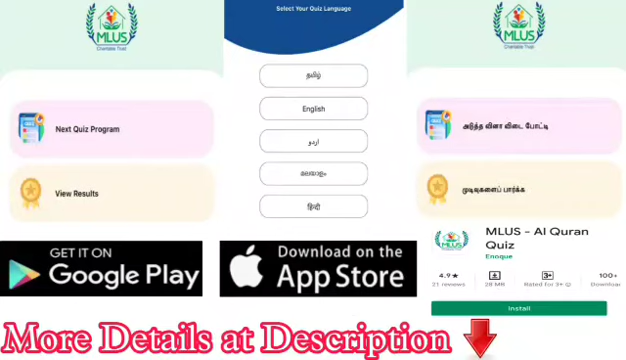 MLUS
Charitable Trust
Next Quiz Program
View Results
GET IT ON
Google Play
Select Your Quiz Language
தமிழ்
English
اردو
മലയാളം
हिन्दी
Download on the
App Store
MLUS
Charitable Trust
அடுத்த வினா விடை போட்டி
முடிவுகளைப் பார்க்க
MLUS - Al Quran
Quiz
Enoque
4.9★
21 reviews
28 MB
3+
Rated for 3+
100+
Downloa
Install
More Details at Description